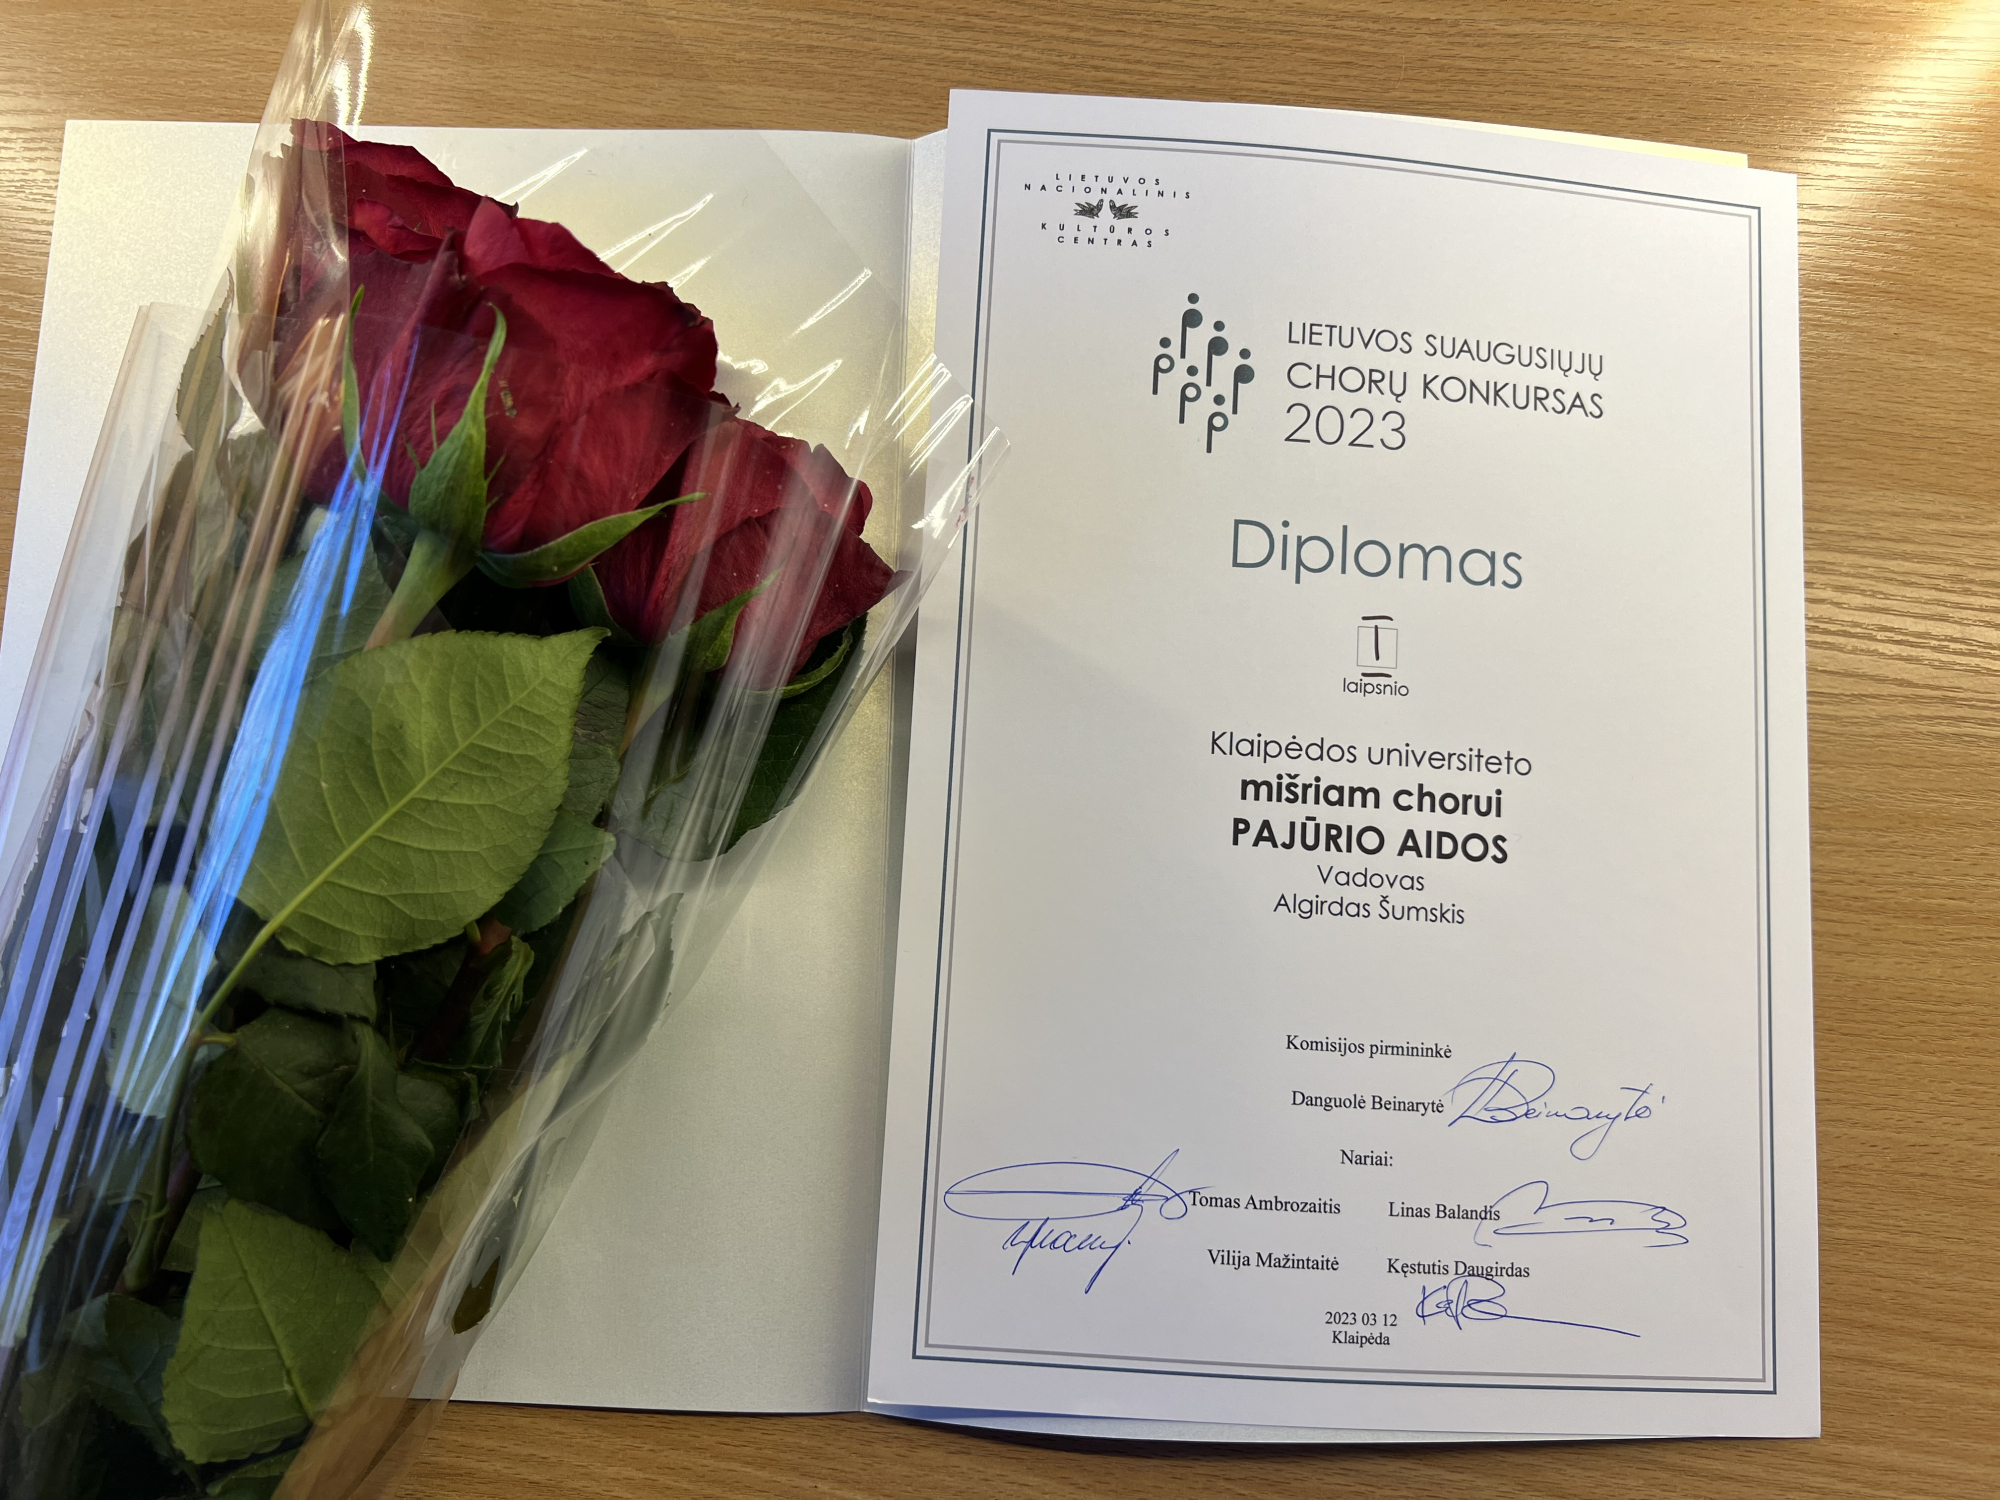 LIETUVOS
NACIONALINIS
KULTŪROS
CENTRAS
LIETUVOS SUAUGUSIŲJŲ
CHORŲ KONKURSAS
2023
Diplomas
I
laipsnio
Klaipėdos universiteto
mišriam chorui
PAJŪRIO AIDOS
Vadovas
Algirdas Šumskis
Komisijos pirmininkė
Danguolė Beinarytė DBeinarytė
Nariai:
Tomas Ambrozaitis Linas Balandis
Vilija Mažintaitė Kęstutis Daugirdas
2023 03 12
Klaipėda